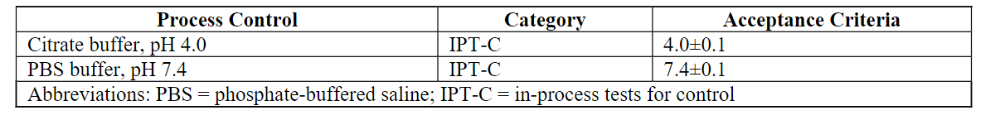 Process Control Category Acceptance Criteria
Citrate buffer, pH 4.0 IPT-C 4.0±0.1
PBS buffer, pH 7.4 IPT-C 7.4±0.1
Abbreviations: PBS = phosphate-buffered saline; IPT-C = in-process tests for control